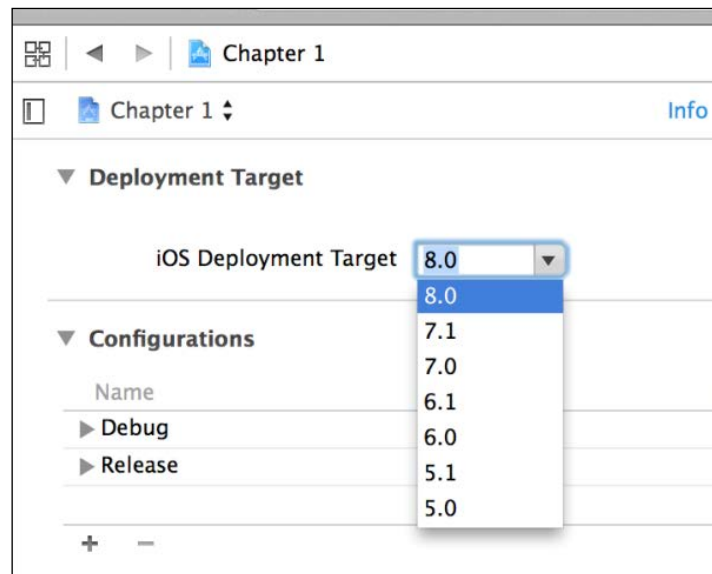 Chapter 1
Chapter 1
Info
Deployment Target
iOS Deployment Target
8.0
8.0
7.1
7.0
6.1
6.0
5.1
5.0
Configurations
Name
Debug
Release